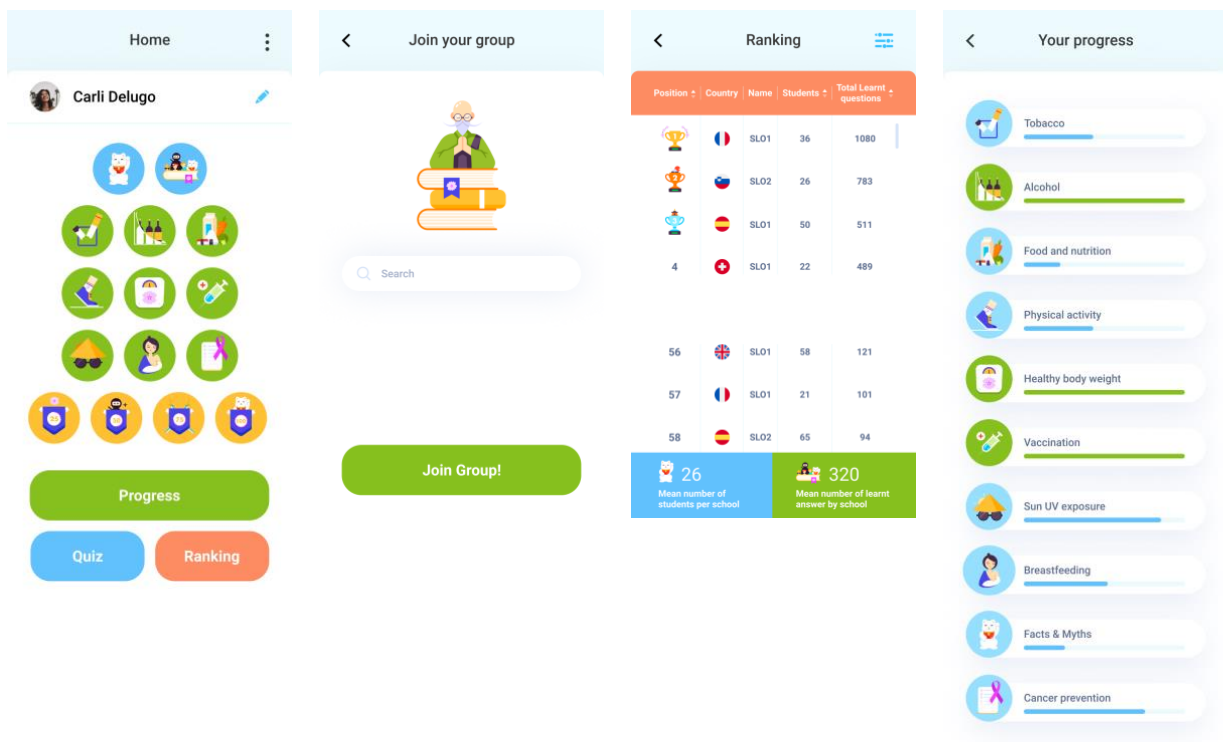 Home
Carli Delugo
Progress
Quiz
Ranking
Join your group
Search
Join Group!
Ranking
Position Country Name Students Total Learnt questions
SLO1 36 1080
3 SLO2 26 783
SLO1 50 511
4 SLO1 22 489
56 SLO1 58 121
57 SLO1 21 101
58 SLO2 65 94
26
Mean number of
students per school
320
Mean number of learnt
answer by school
Your progress
Tobacco
Alcohol
Food and nutrition
Physical activity
Healthy body weight
Vaccination
Sun UV exposure
Breastfeeding
Facts & Myths
Cancer prevention